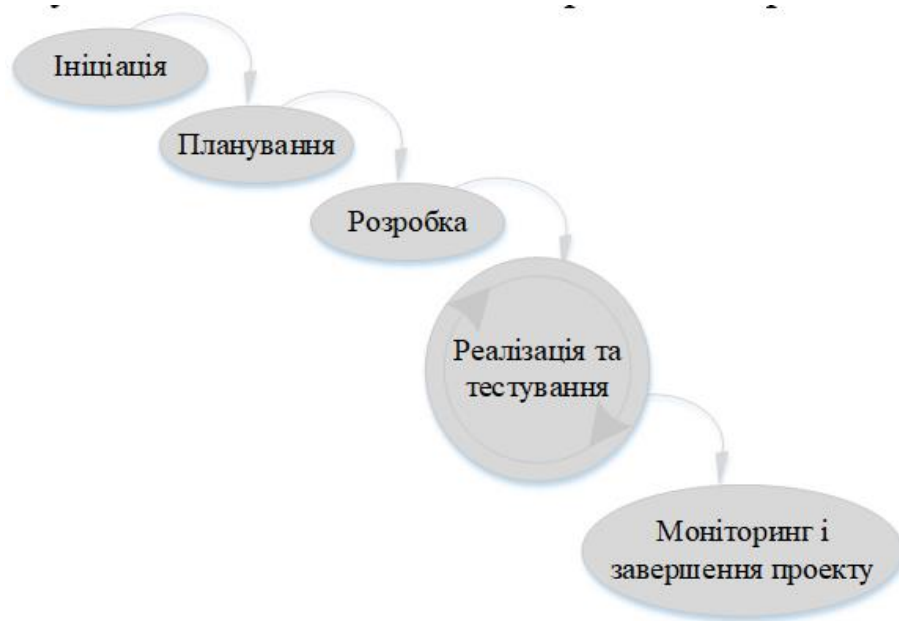 Ініціація
Планування
Розробка
Реалізація та
тестування
Моніторинг і
завершення проекту